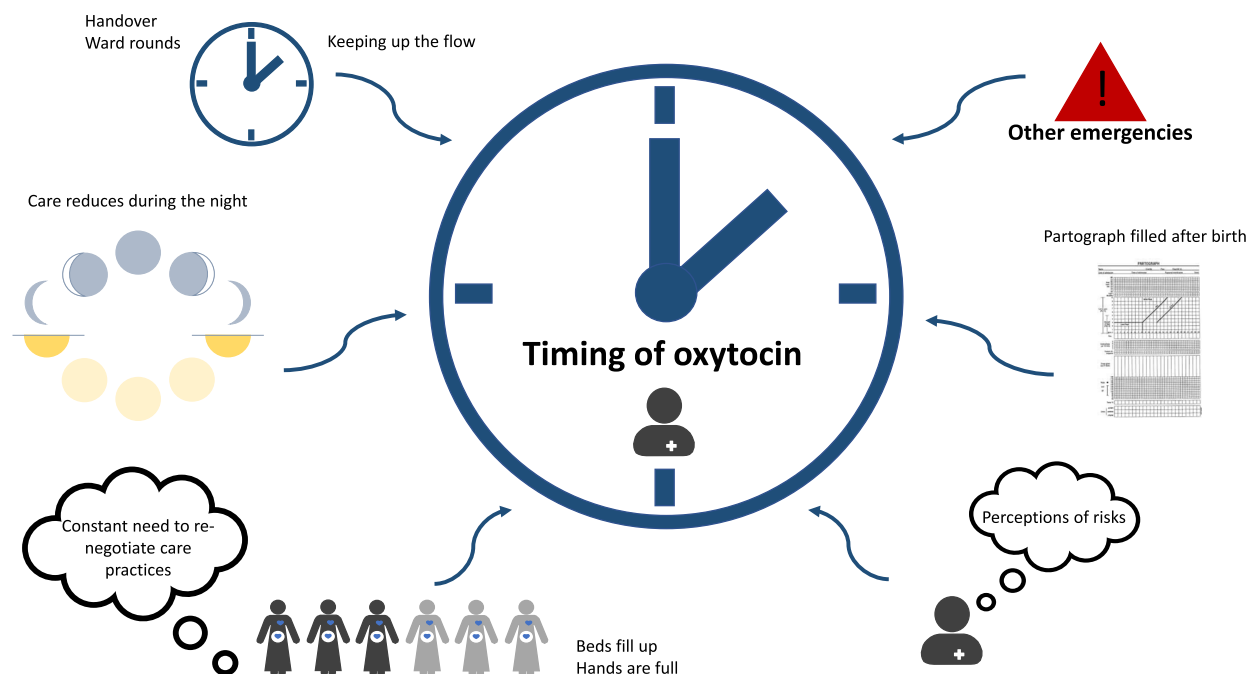 Handover
Ward rounds
Keeping up the flow
!
Other emergencies
Care reduces during the night
Partograph filled after birth
PARTOGRAPH
Timing of oxytocin
Constant need to re-
negotiate care
practices
Perceptions of risks
Beds fill up
Hands are full